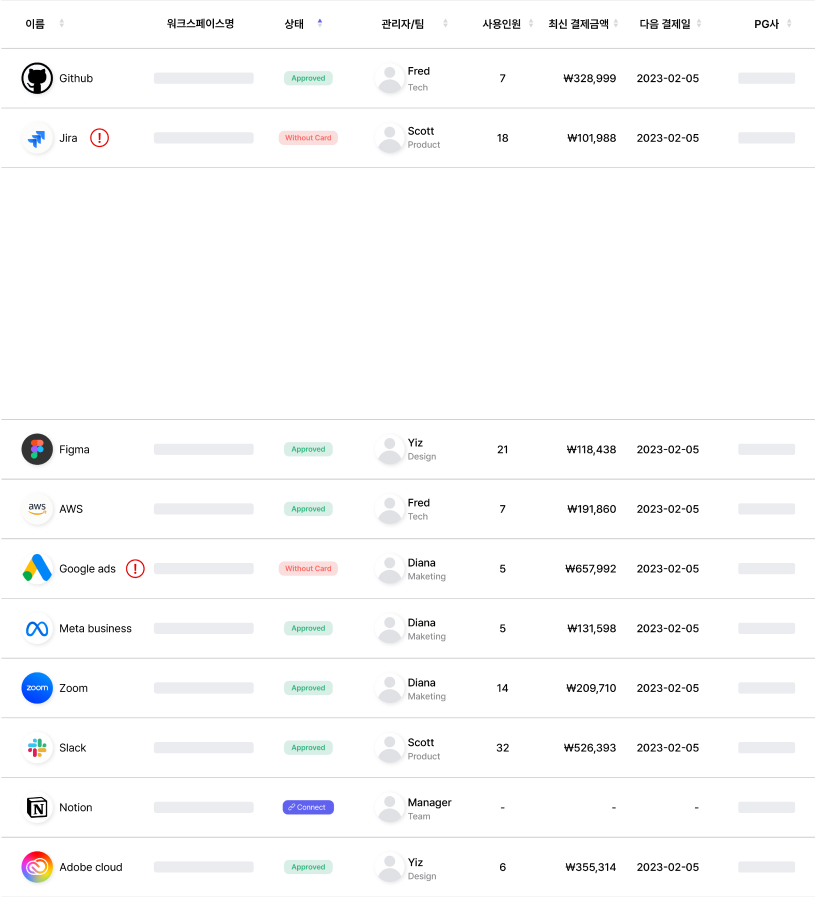 이름 워크스페이스명 상태 관리자/팀 사용인원 최신 결제금액 다음 결제일 PG사
Github Approved Fred 7 ₩328,999 2023-02-05
Tech
Jira ! Without Card Scott 18 ₩101,988 2023-02-05
Product
Figma Approved Yiz 21 ₩118,438 2023-02-05
Design
aws AWS Approved Fred 7 ₩191,860 2023-02-05
Tech
Google ads ! Without Card Diana 5 ₩657,992 2023-02-05
Maketing
Meta business Approved Diana 5 ₩131,598 2023-02-05
Maketing
zoom Zoom Approved Diana 14 ₩209,710 2023-02-05
Maketing
Slack Approved Scott 32 ₩526,393 2023-02-05
Product
N Notion Connect Manager - - -
Team
Adobe cloud Approved Yiz 6 ₩355,314 2023-02-05
Design